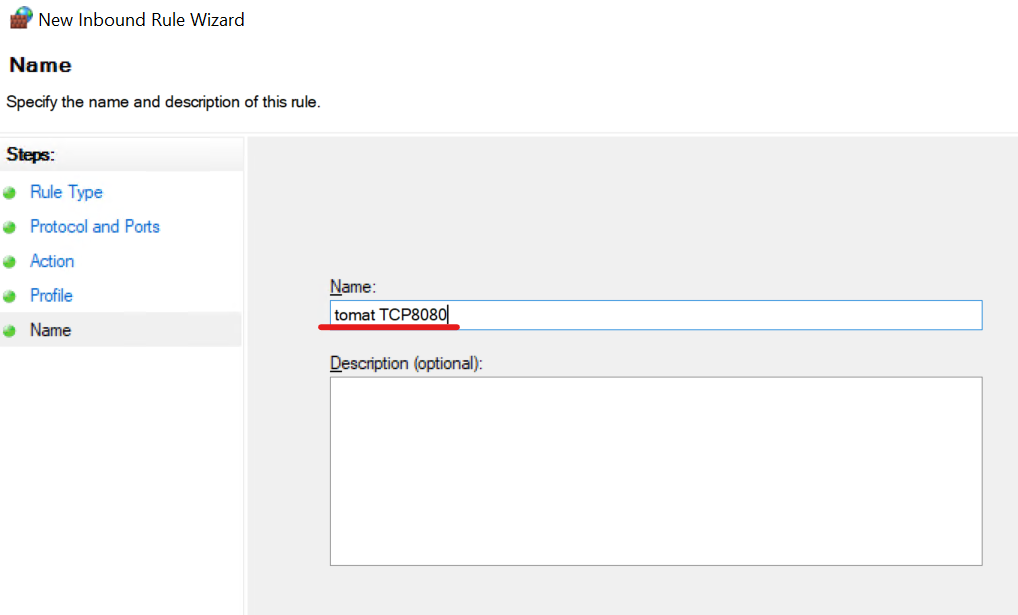 New Inbound Rule Wizard
Name
Specify the name and description of this rule.
Steps:
Rule Type
Protocol and Ports
Action
Profile
Name
Name:
tomat TCP8080
Description (optional):